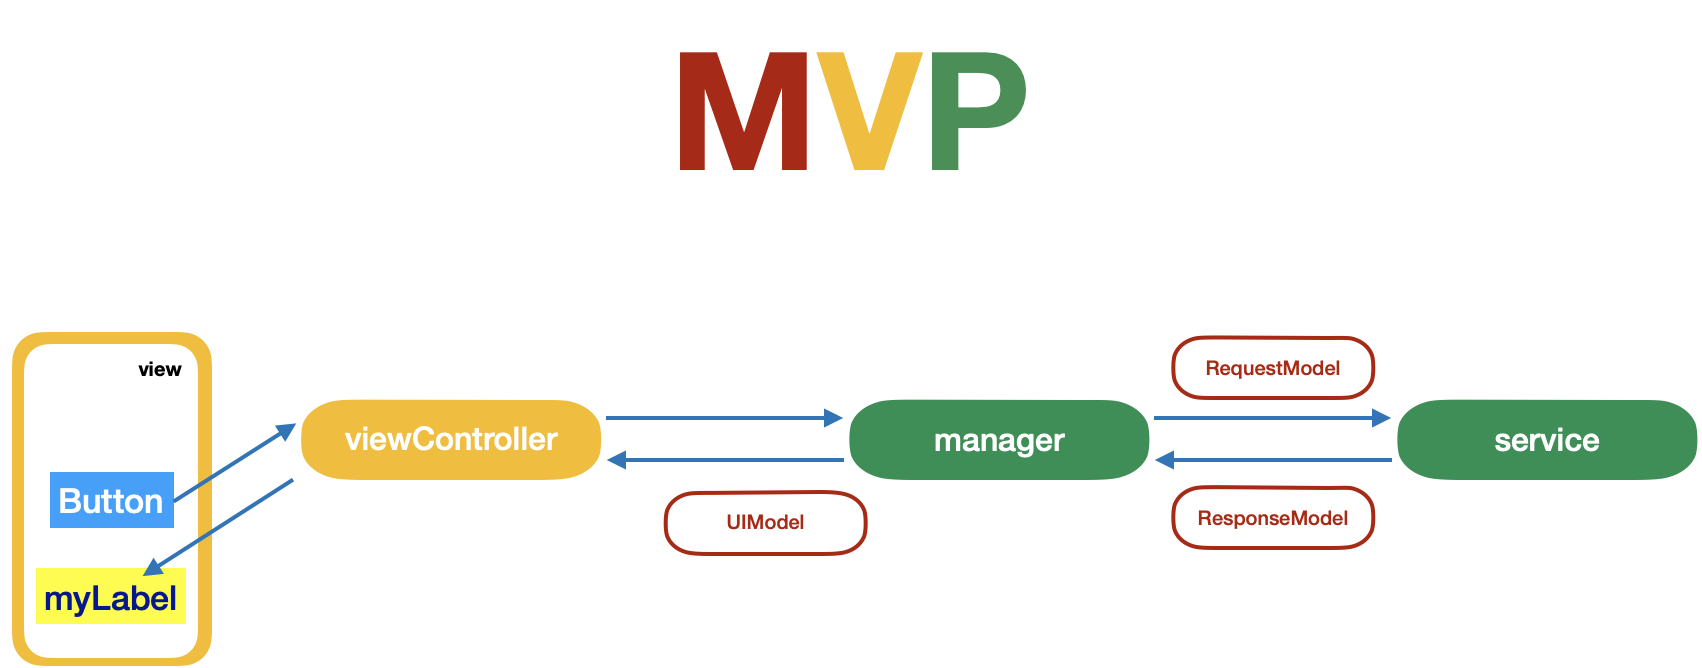 MVP
view
Button
myLabel
viewController
manager
service
UIModel
RequestModel
ResponseModel